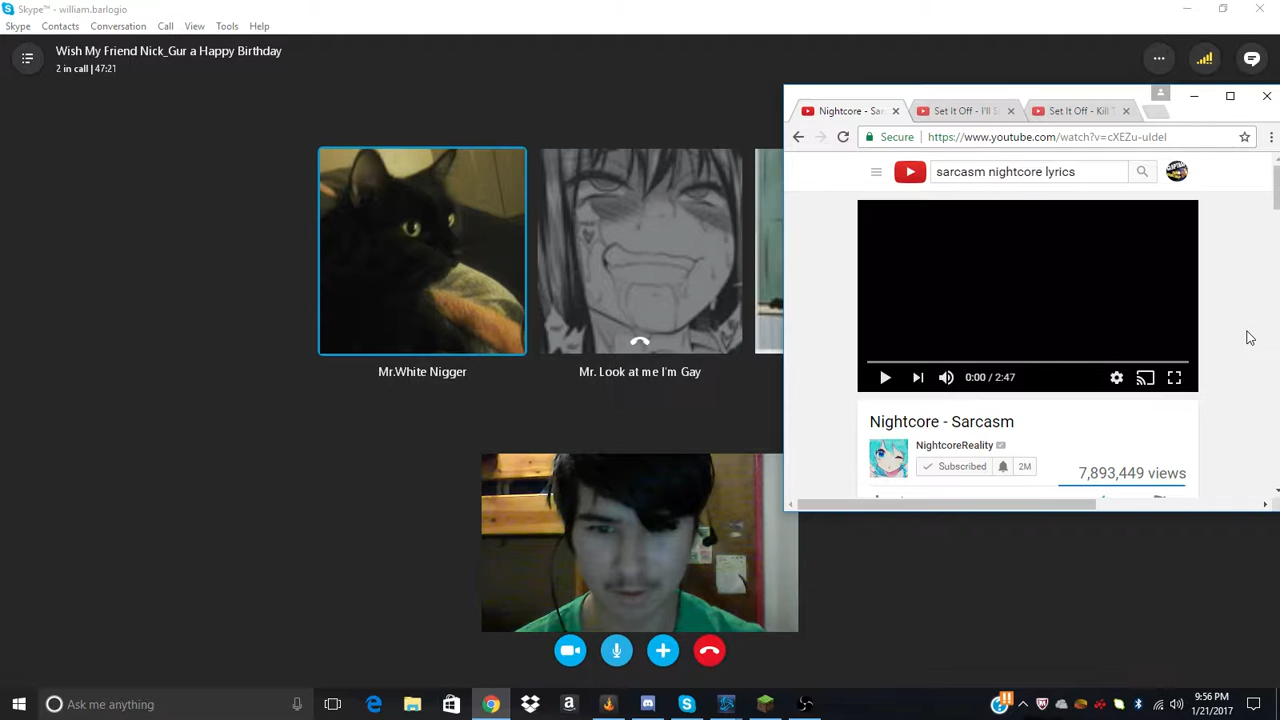 Skype™ - william.barlogio
Skype Contacts Conversation Call View Tools Help
Wish My Friend Nick_Gur a Happy Birthday
2 in call | 47:21
Mr.White Nigger
Mr. Look at me I'm Gay
Nightcore - Sar
Set It Off - I'll S
Set It Off - Kill T
Secure https://www.youtube.com/watch?v=cXEZu-uIdeI
sarcasm nightcore lyrics
0:00 / 2:47
Nightcore - Sarcasm
NightcoreReality
Subscribed 2M
7,893,449 views
Ask me anything
9:56 PM
1/21/2017